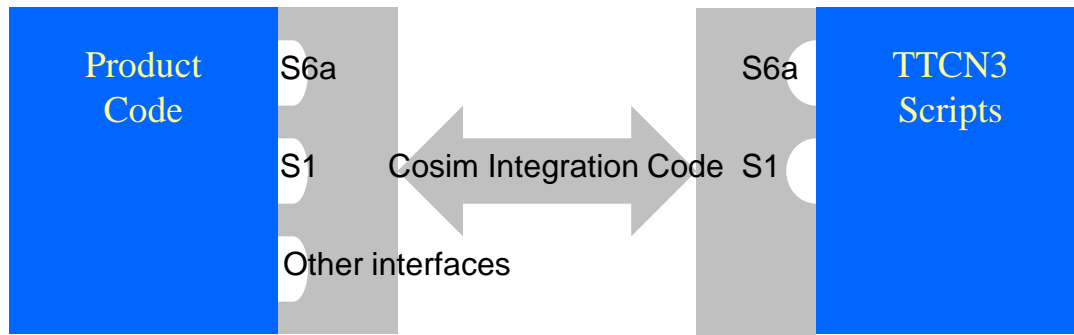 Product
Code
S6a
S1
Other interfaces
Cosim Integration Code
S6a
S1
TTCN3
Scripts